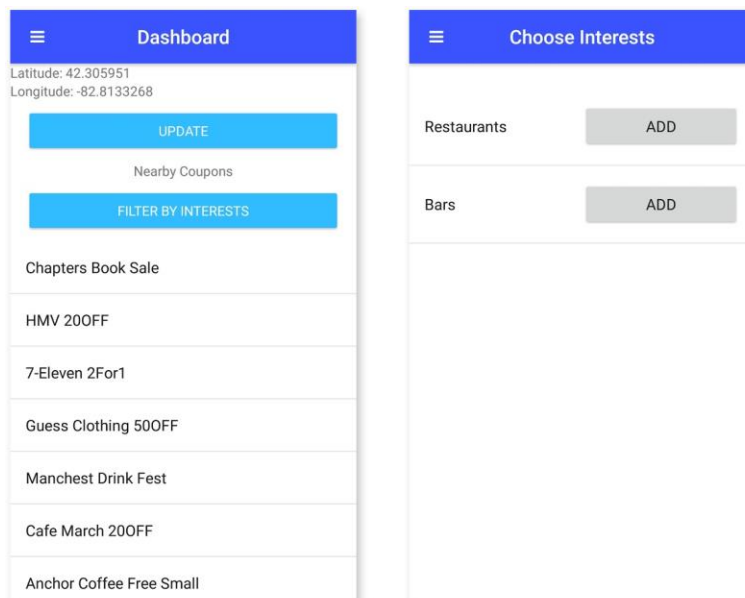 Dashboard
Latitude: 42.305951
Longitude: -82.8133268
UPDATE
Nearby Coupons
FILTER BY INTERESTS
Chapters Book Sale
HMV 20OFF
7-Eleven 2For1
Guess Clothing 50OFF
Manchest Drink Fest
Cafe March 20OFF
Anchor Coffee Free Small
Choose Interests
Restaurants ADD
Bars ADD